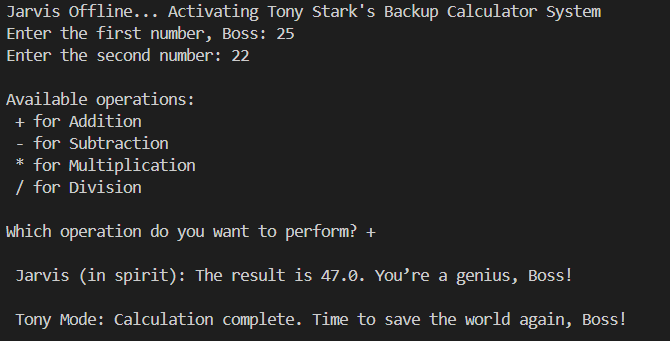 Jarvis Offline... Activating Tony Stark's Backup Calculator System
Enter the first number, Boss: 25
Enter the second number: 22
Available operations:
+ for Addition
- for Subtraction
* for Multiplication
/ for Division
Which operation do you want to perform? +
Jarvis (in spirit): The result is 47.0. You’re a genius, Boss!
Tony Mode: Calculation complete. Time to save the world again, Boss!